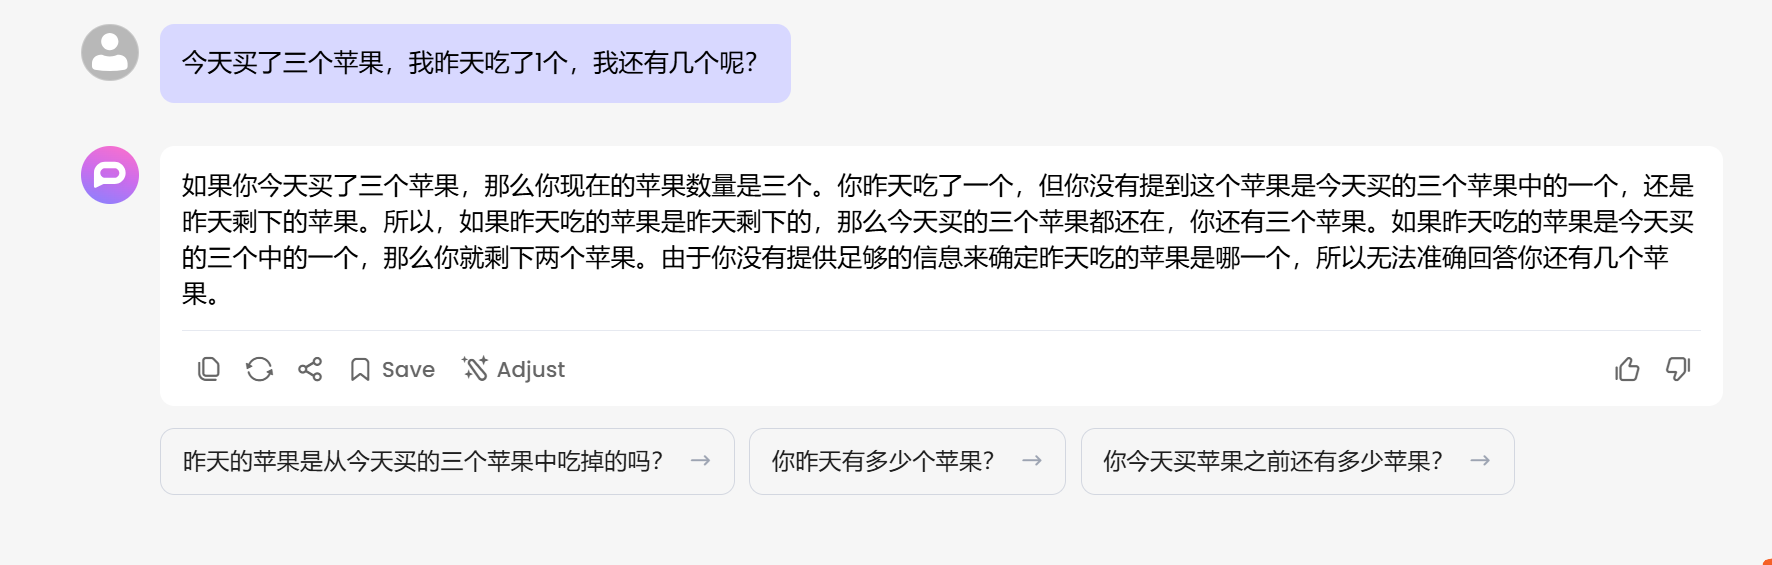 今天买了三个苹果，我昨天吃了1个，我还有几个呢？
如果你今天买了三个苹果，那么你现在的苹果数量是三个。你昨天吃了一个，但你没有提到这个苹果是今天买的三个苹果中的一个，还是
昨天剩下的苹果。所以，如果昨天吃的苹果是昨天剩下的，那么今天买的三个苹果都还在，你还有三个苹果。如果昨天吃的苹果是今天买
的三个中的一个，那么你就剩下两个苹果。由于你没有提供足够的信息来确定昨天吃的苹果是哪一个，所以无法准确回答你还有几个苹
果。
Save Adjust
昨天的苹果是从今天买的三个苹果中吃掉的吗？ → 你昨天有多少个苹果？ → 你今天买苹果之前还有多少苹果？ →